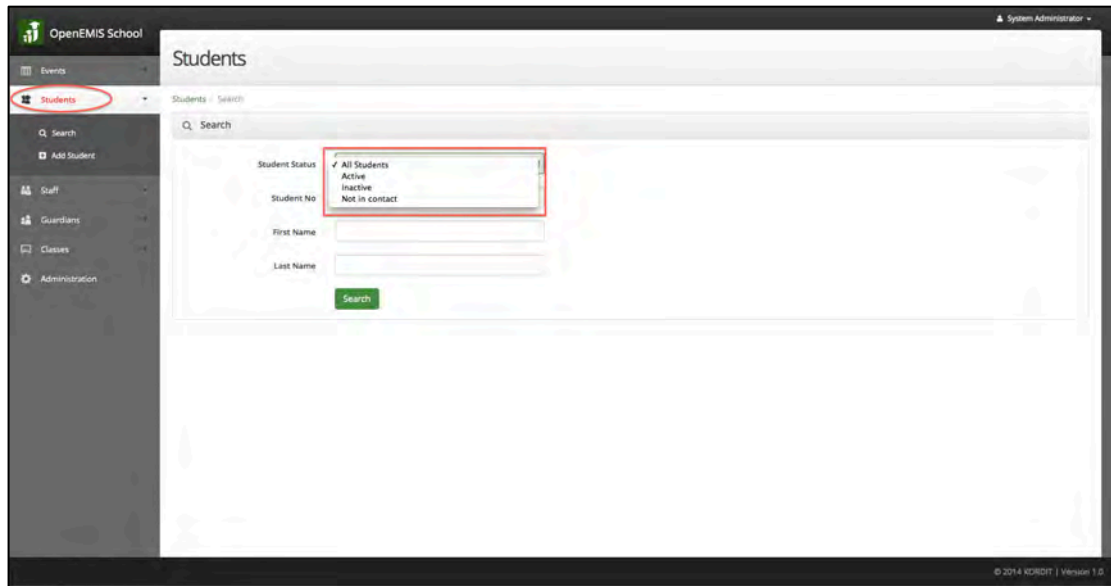 System Administrator
OpenEMIS School
Students
Events
Students
Students / Search
Search
Search
Add Student
Student Status
✓ All Students
Active
Inactive
Not in contact
Student No
Staff
Guardians
First Name
Classes
Last Name
Administration
Search
© 2014 KORDIT | Version 1.0